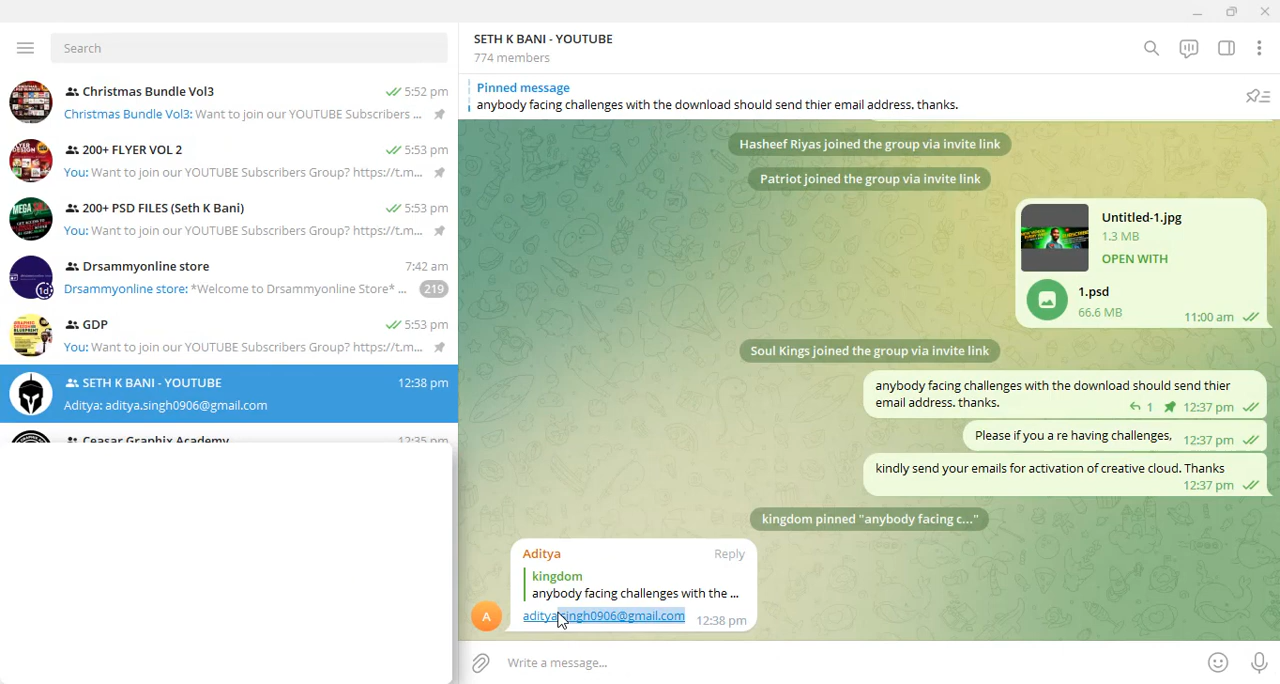 Search
Christmas Bundle Vol3 5:52 pm
Christmas Bundle Vol3: Want to join our YOUTUBE Subscribers ...
200+ FLYER VOL 2 5:53 pm
You: Want to join our YOUTUBE Subscribers Group? https://t.m...
200+ PSD FILES (Seth K Bani) 5:53 pm
You: Want to join our YOUTUBE Subscribers Group? https://t.m...
Drsammyonline store 7:42 am
Drsammyonline store: *Welcome to Drsammyonline Store* ... 219
1d
GDP 5:53 pm
You: Want to join our YOUTUBE Subscribers Group? https://t.m...
SETH K BANI - YOUTUBE 12:38 pm
Aditya: aditya.singh0906@gmail.com
Ceasar Graphix Academy 12:35 pm
SETH K BANI - YOUTUBE
774 members
Pinned message
anybody facing challenges with the download should send thier email address. thanks.
Hasheef Riyas joined the group via invite link
Patriot joined the group via invite link
Untitled-1.jpg
1.3 MB
OPEN WITH
1.psd
66.6 MB
11:00 am
Soul Kings joined the group via invite link
anybody facing challenges with the download should send thier
email address. thanks. 1 12:37 pm
Please if you a re having challenges, 12:37 pm
kindly send your emails for activation of creative cloud. Thanks
12:37 pm
kingdom pinned "anybody facing c..."
Aditya Reply
kingdom
anybody facing challenges with the ...
A
aditya.singh0906@gmail.com 12:38 pm
Write a message...